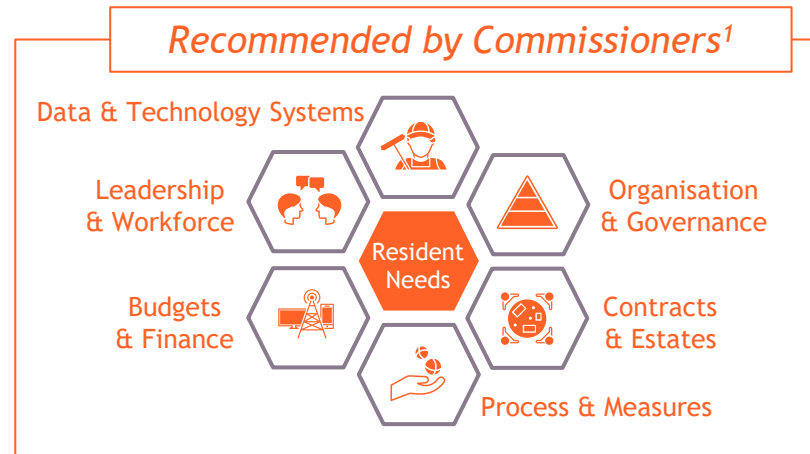 Recommended by Commissioners¹
Data & Technology Systems
Leadership
& Workforce
Organisation
& Governance
Resident
Needs
Budgets
& Finance
Contracts
& Estates
Process & Measures